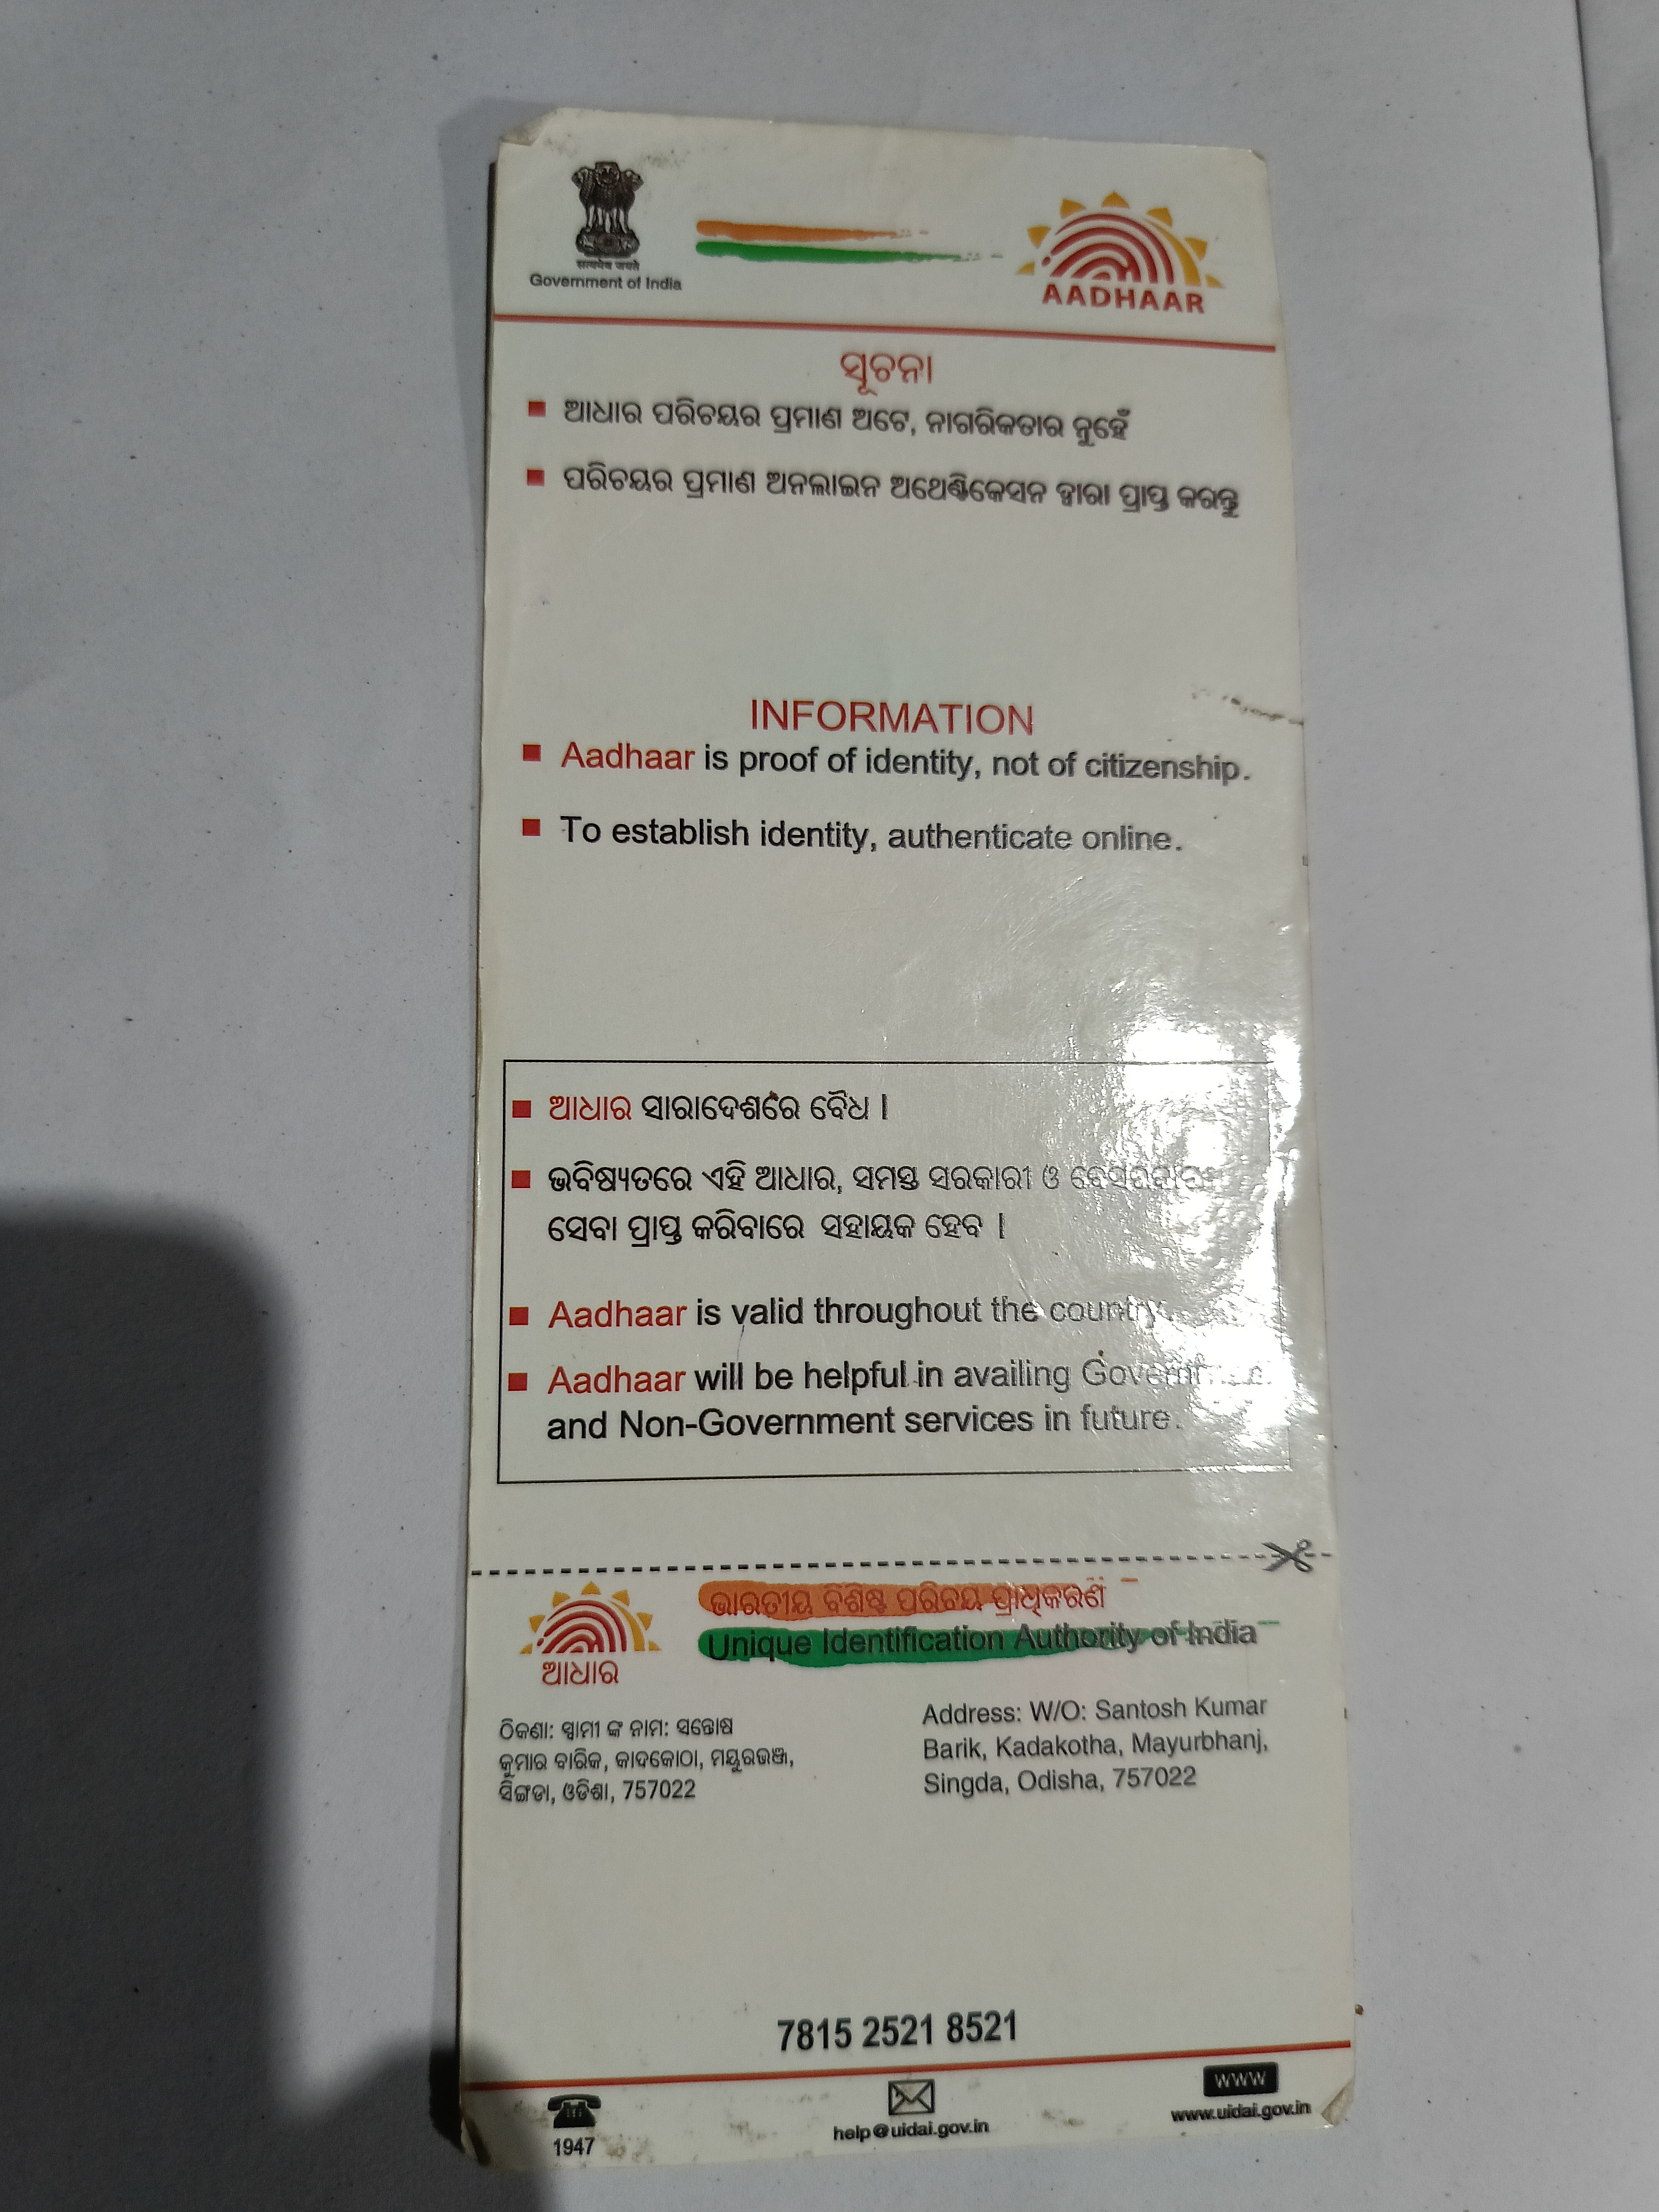 सत्यमेव जयते
Government of India
AADHAAR
ସୂଚନା
ଆଧାର ପରିଚୟର ପ୍ରମାଣ ଅଟେ, ନାଗରିକତାର ନୁହେଁ
ପରିଚୟର ପ୍ରମାଣ ଅନଲାଇନ ଅଥେଣ୍ଟିକେସନ ଦ୍ୱାରା ପ୍ରାପ୍ତ କରନ୍ତୁ
INFORMATION
Aadhaar is proof of identity, not of citizenship.
To establish identity, authenticate online.
ଆଧାର ସାରାଦେଶରେ ବୈଧ ।
ଭବିଷ୍ୟତରେ ଏହି ଆଧାର, ସମସ୍ତ ସରକାରୀ ଓ
ସେବା ପ୍ରାପ୍ତ କରିବାରେ ସହାୟକ ହେବ ।
Aadhaar is valid throughout the country
Aadhaar will be helpful in availing
and Non-Government services in future.
ଭାରତୀୟ ବିଶିଷ୍ଟ ପରିଚୟ ପ୍ରାଧିକରଣ
Unique Identification Authority of India
ଆଧାର
ଠିକଣା: ସ୍ୱାମୀ ଙ୍କ ନାମ: ସନ୍ତୋଷ
କୁମାର ବାରିକ, କାଦକୋଠା, ମୟୂରଭଞ୍ଜ,
ସିଙ୍ଗଡା, ଓଡିଶା, 757022
Address: W/O: Santosh Kumar
Barik, Kadakotha, Mayurbhanj,
Singda, Odisha, 757022
7815 2521 8521
1947
help@uidai.gov.in
www
www.uidai.gov.in